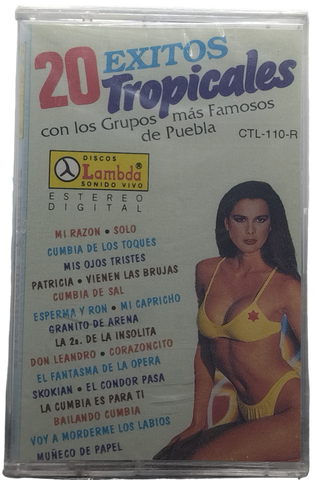 20 EXITOS
Tropicales
con los Grupos más Famosos
de Puebla
CTL-110-R
DISCOS
Lambda®
SONIDO VIVO
ESTEREO
DIGITAL
MI RAZON • SOLO
CUMBIA DE LOS TOQUES
MIS OJOS TRISTES
PATRICIA • VIENEN LAS BRUJAS
CUMBIA DE SAL
ESPERMA Y RON • MI CAPRICHO
GRANITO DE ARENA
LA 2a. DE LA INSOLITA
DON LEANDRO • CORAZONCITO
EL FANTASMA DE LA OPERA
SKOKIAN • EL CONDOR PASA
LA CUMBIA ES PARA TI
BAILANDO CUMBIA
VOY A MORDERME LOS LABIOS
MUÑECO DE PAPEL